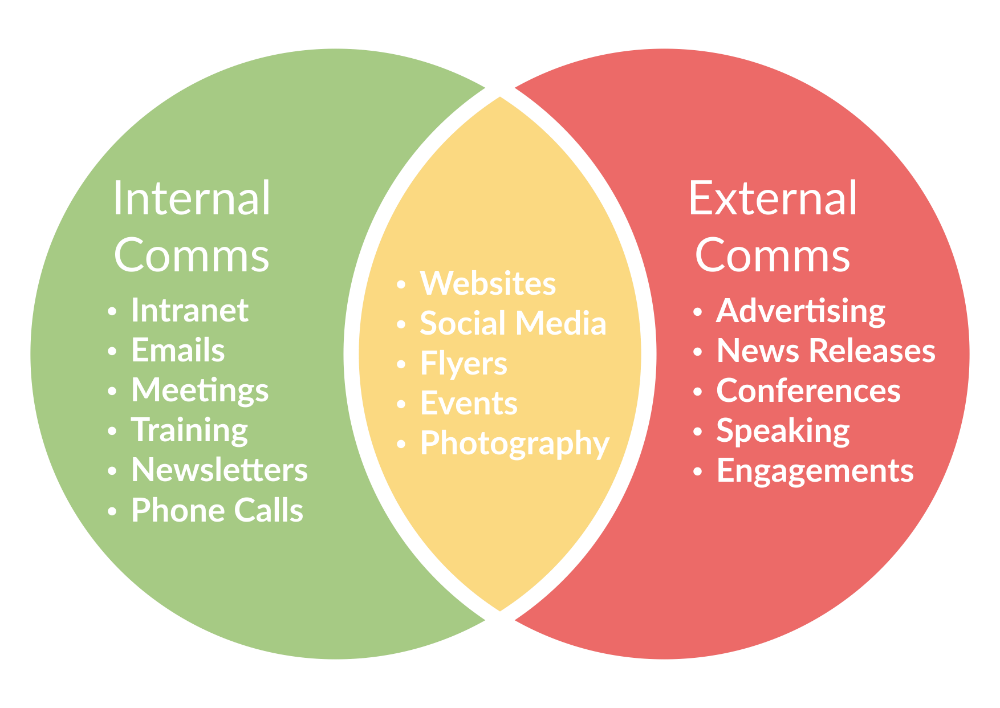 Internal
Comms
• Intranet
• Emails
• Meetings
• Training
• Newsletters
• Phone Calls
• Websites
• Social Media
• Flyers
• Events
• Photography
External
Comms
• Advertising
• News Releases
• Conferences
• Speaking
• Engagements